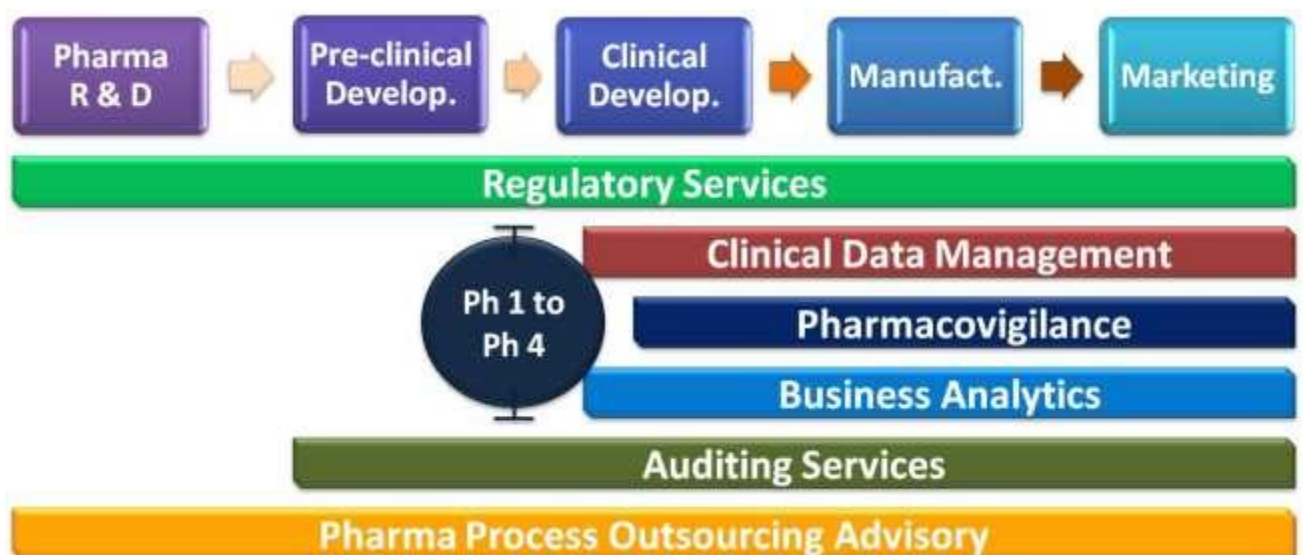 Pharma
R & D
Pre-clinical
Develop.
Clinical
Develop.
Manufact.
Marketing
Regulatory Services
Clinical Data Management
Ph 1 to
Ph 4
Pharmacovigilance
Business Analytics
Auditing Services
Pharma Process Outsourcing Advisory